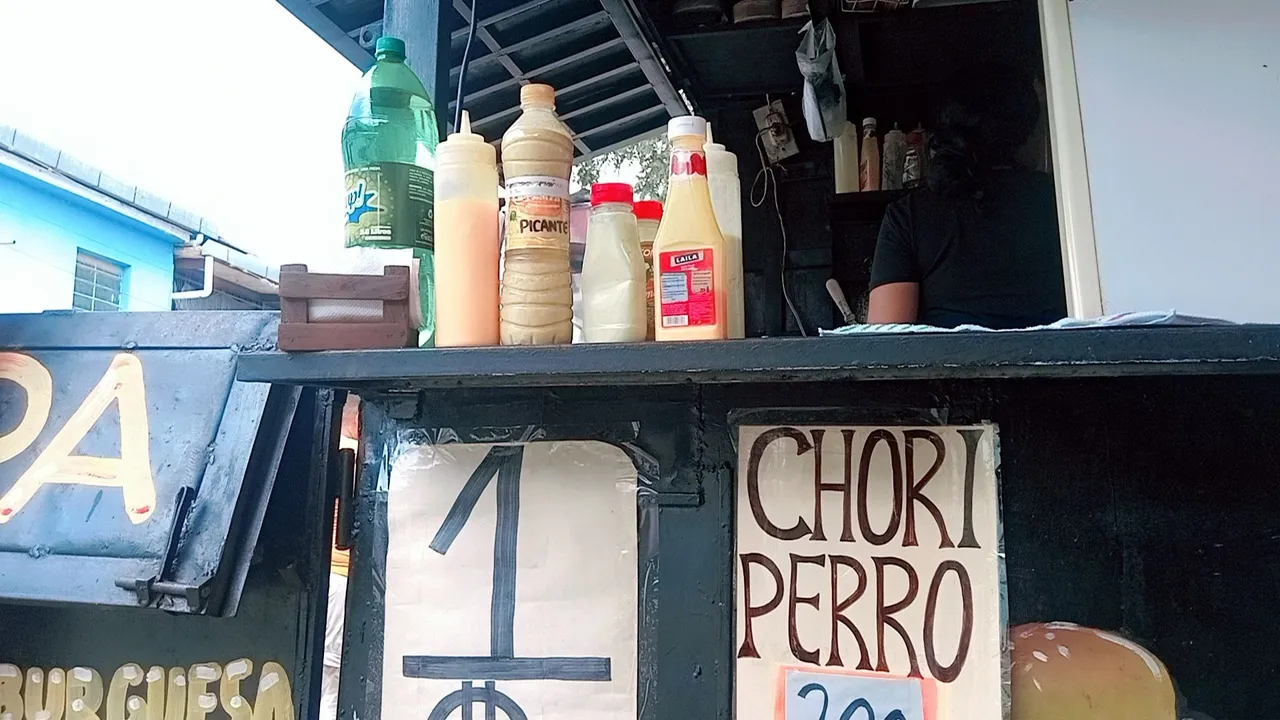 PICANTE
LAILA
PA
1
CHORI
PERRO
BURGUESA